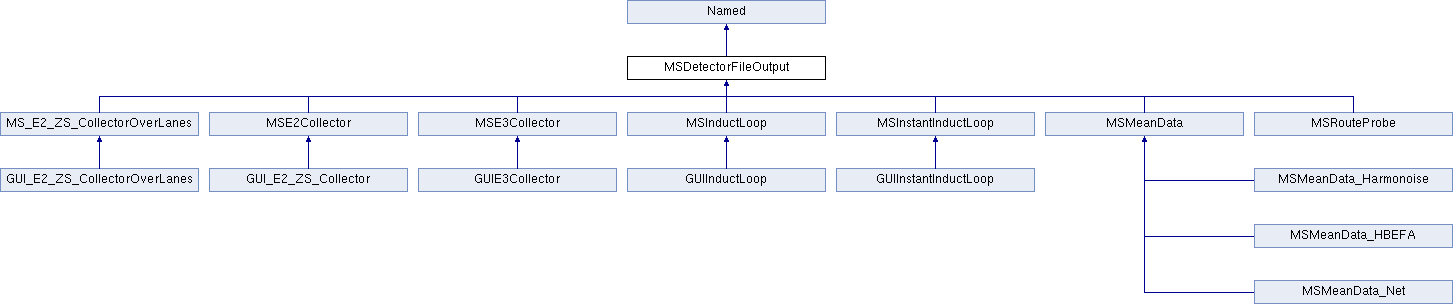 Named
MSDetectorFileOutput
MS_E2_ZS_CollectorOverLanes MSE2Collector MSE3Collector MSInductLoop MSInstantInductLoop MSMeanData MSRouteProbe
GUI_E2_ZS_CollectorOverLanes GUI_E2_ZS_Collector GUIE3Collector GUIInductLoop GUIInstantInductLoop MSMeanData_Harmonoise
MSMeanData_HBEFA
MSMeanData_Net